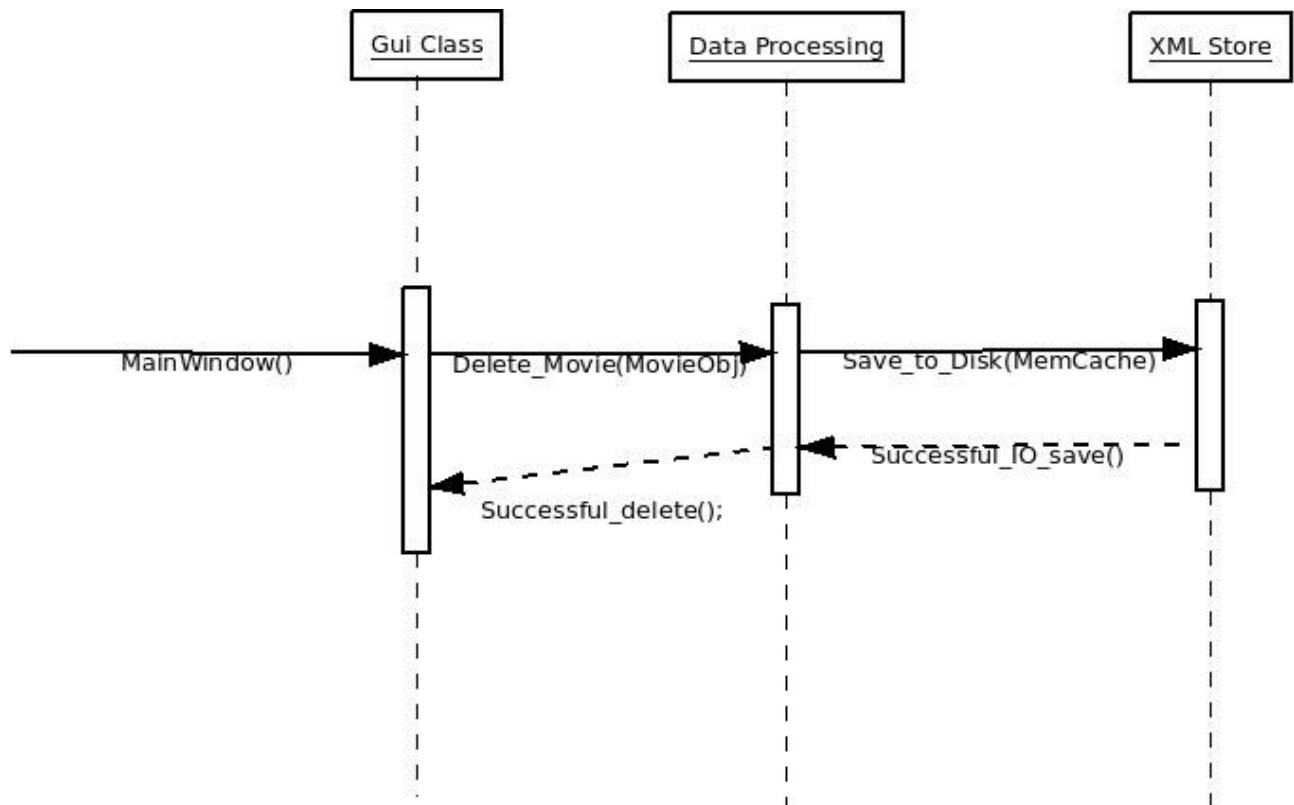 Gui Class
Data Processing
XML Store
MainWindow()
Delete_Movie(MovieObj)
Save_to_Disk(MemCache)
Successful_IO_save()
Successful_delete();